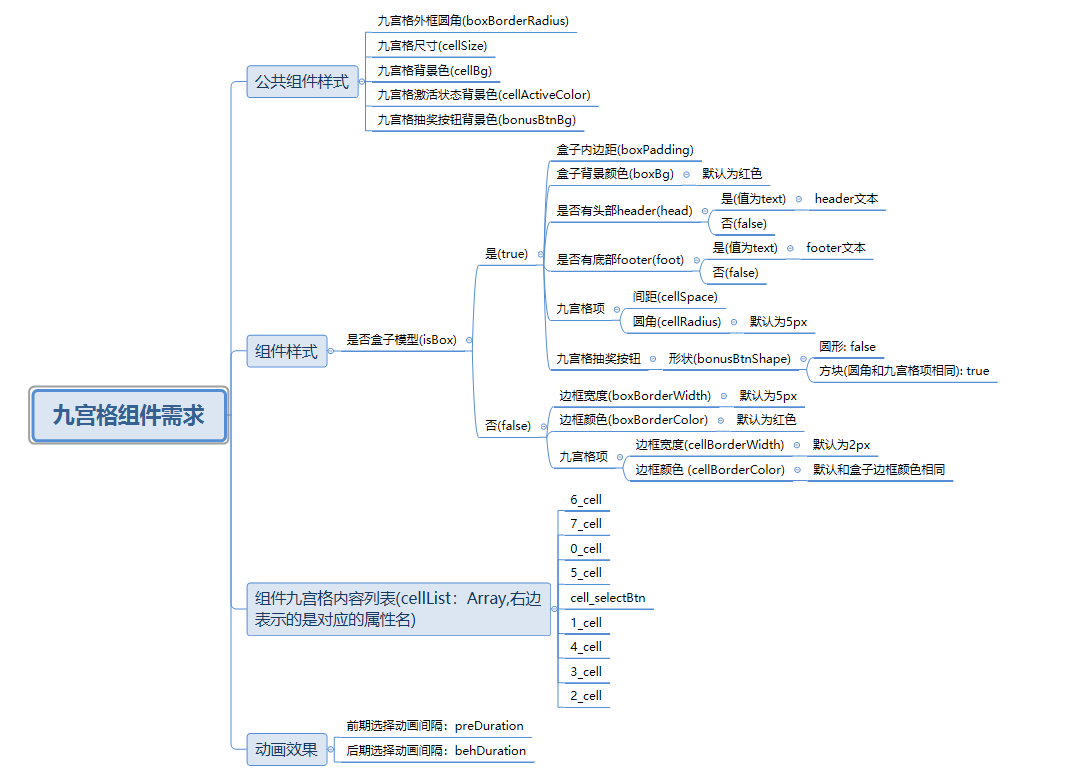 九宫格组件需求
公共组件样式
九宫格外框圆角(boxBorderRadius)
九宫格尺寸(cellSize)
九宫格背景色(cellBg)
九宫格激活状态背景色(cellActiveColor)
九宫格抽奖按钮背景色(bonusBtnBg)
组件样式
是否盒子模型(isBox)
是(true)
盒子内边距(boxPadding)
盒子背景颜色(boxBg)
默认为红色
是否有头部header(head)
是(值为text)
header文本
否(false)
是否有底部footer(foot)
是(值为text)
footer文本
否(false)
九宫格项
间距(cellSpace)
圆角(cellRadius)
默认为5px
九宫格抽奖按钮
形状(bonusBtnShape)
圆形: false
方块(圆角和九宫格项相同): true
否(false)
边框宽度(boxBorderWidth)
默认为5px
边框颜色(boxBorderColor)
默认为红色
九宫格项
边框宽度(cellBorderWidth)
默认为2px
边框颜色 (cellBorderColor)
默认和盒子边框颜色相同
组件九宫格内容列表(cellList：Array,右边
表示的是对应的属性名)
6_cell
7_cell
0_cell
5_cell
cell_selectBtn
1_cell
4_cell
3_cell
2_cell
动画效果
前期选择动画间隔：preDuration
后期选择动画间隔：behDuration